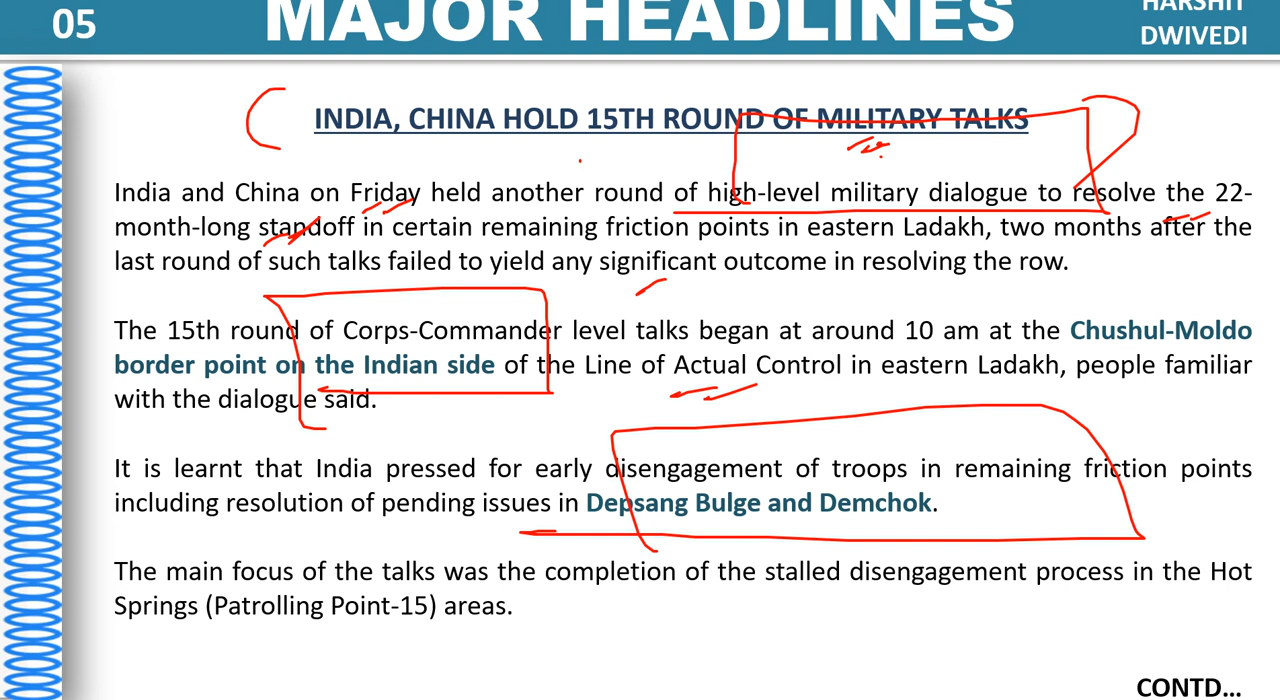 05
MAJOR HEADLINES
HARSHIT
DWIVEDI
INDIA, CHINA HOLD 15TH ROUND OF MILITARY TALKS
India and China on Friday held another round of high-level military dialogue to resolve the 22-
month-long standoff in certain remaining friction points in eastern Ladakh, two months after the
last round of such talks failed to yield any significant outcome in resolving the row.
The 15th round of Corps-Commander level talks began at around 10 am at the Chushul-Moldo
border point on the Indian side of the Line of Actual Control in eastern Ladakh, people familiar
with the dialogue said.
It is learnt that India pressed for early disengagement of troops in remaining friction points
including resolution of pending issues in Depsang Bulge and Demchok.
The main focus of the talks was the completion of the stalled disengagement process in the Hot
Springs (Patrolling Point-15) areas.
CONTD...